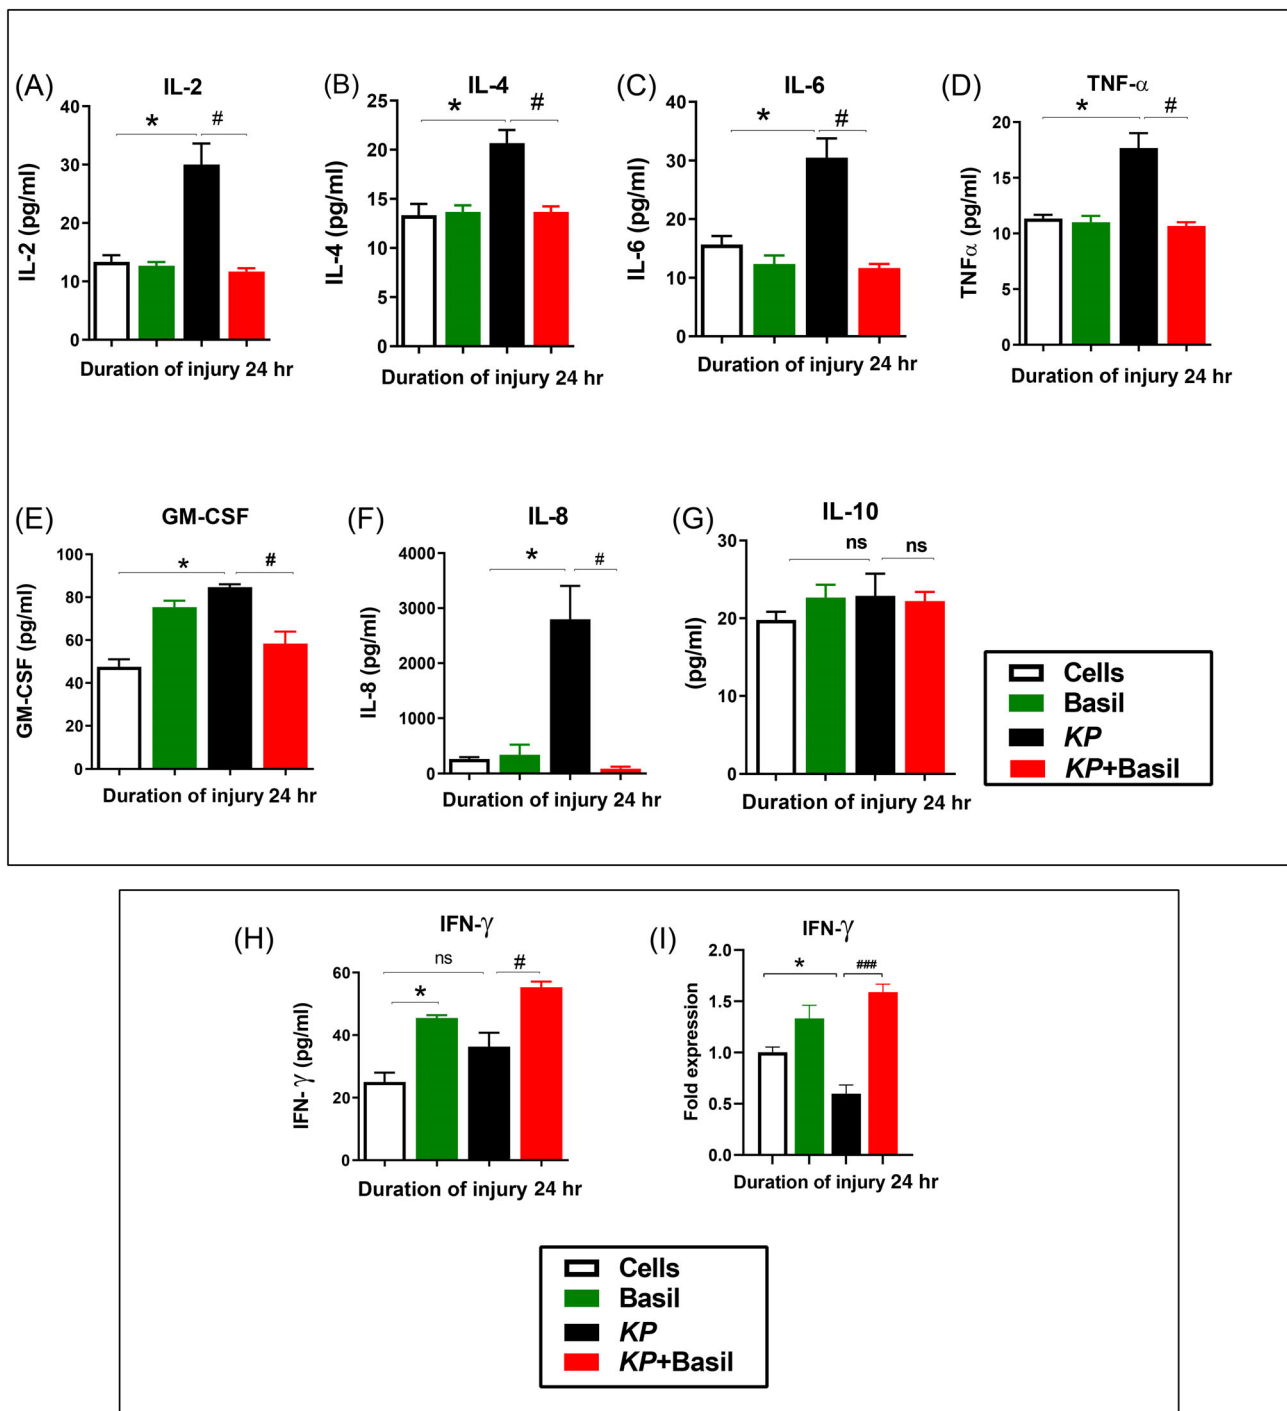 (A) IL-2
IL-2 (pg/ml)
40
30
20
10
0
* #
Duration of injury 24 hr
(B) IL-4
IL-4 (pg/ml)
25
20
15
10
5
0
* #
Duration of injury 24 hr
(C) IL-6
IL-6 (pg/ml)
40
30
20
10
0
* #
Duration of injury 24 hr
(D) TNF-α
TNFα (pg/ml)
20
15
10
5
0
* #
Duration of injury 24 hr
(E) GM-CSF
GM-CSF (pg/ml)
100
80
60
40
20
0
* #
Duration of injury 24 hr
(F) IL-8
IL-8 (pg/ml)
4000
3000
2000
1000
0
* #
Duration of injury 24 hr
(G) IL-10
(pg/ml)
30
20
10
0
ns ns
Duration of injury 24 hr
Cells
Basil
KP
KP+Basil
(H) IFN-γ
IFN- γ (pg/ml)
60
40
20
0
ns #
*
Duration of injury 24 hr
(I) IFN-γ
Fold expression
2.0
1.5
1.0
0.5
0.0
* ###
Duration of injury 24 hr
Cells
Basil
KP
KP+Basil